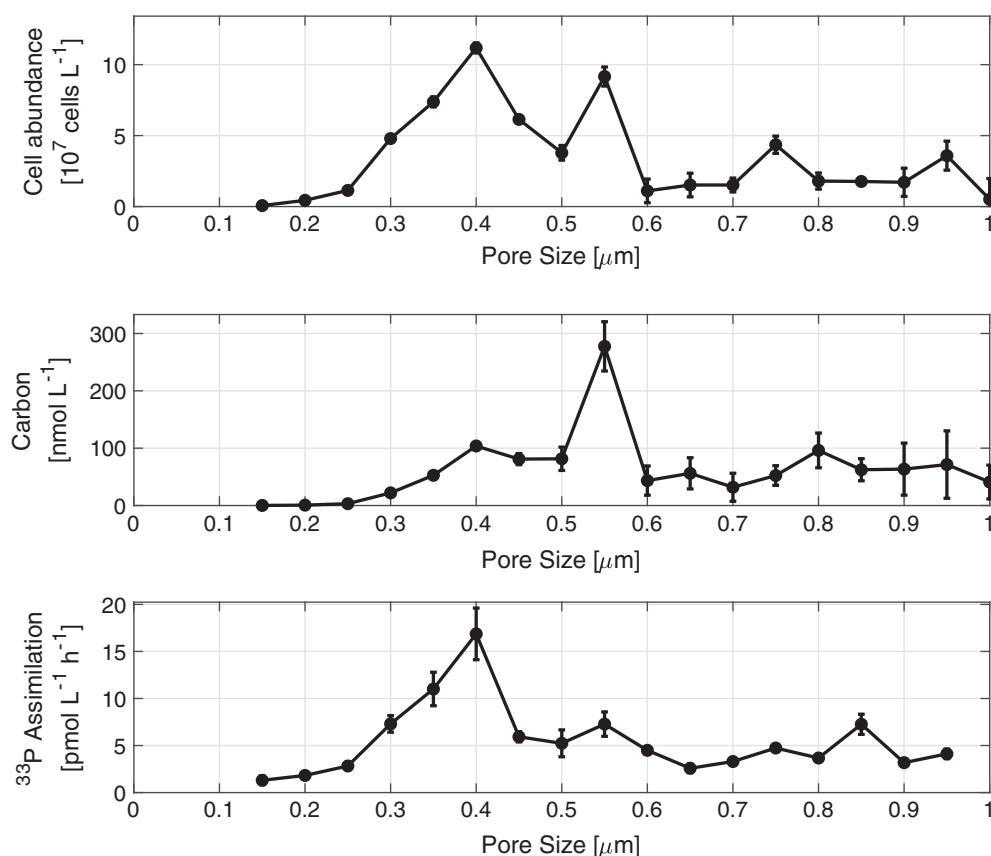 Cell abundance
[10⁷ cells L⁻¹]
10
5
0
0 0.1 0.2 0.3 0.4 0.5 0.6 0.7 0.8 0.9 1
Pore Size [μm]
Carbon
[nmol L⁻¹]
300
200
100
0
0 0.1 0.2 0.3 0.4 0.5 0.6 0.7 0.8 0.9 1
Pore Size [μm]
³³P Assimilation
[pmol L⁻¹ h⁻¹]
20
15
10
5
0
0 0.1 0.2 0.3 0.4 0.5 0.6 0.7 0.8 0.9 1
Pore Size [μm]